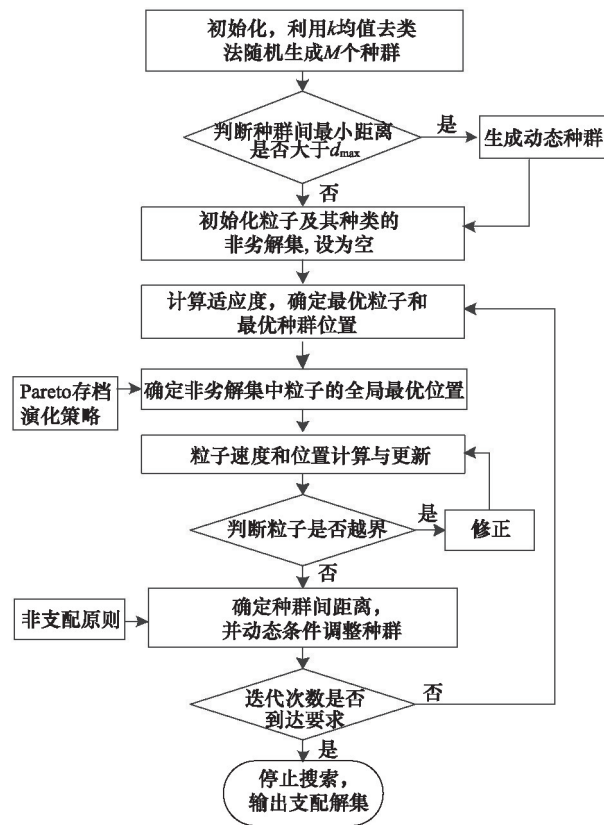 初始化，利用k均值去类
法随机生成M个种群
判断种群间最小距离
是否大于dmax
是
生成动态种群
否
初始化粒子及其种类的
非劣解集,设为空
计算适应度，确定最优粒子和
最优种群位置
Pareto存档
演化策略
确定非劣解集中粒子的全局最优位置
粒子速度和位置计算与更新
判断粒子是否越界
是
修正
否
非支配原则
确定种群间距离，
并动态条件调整种群
迭代次数是否
到达要求
否
是
停止搜索，
输出支配解集